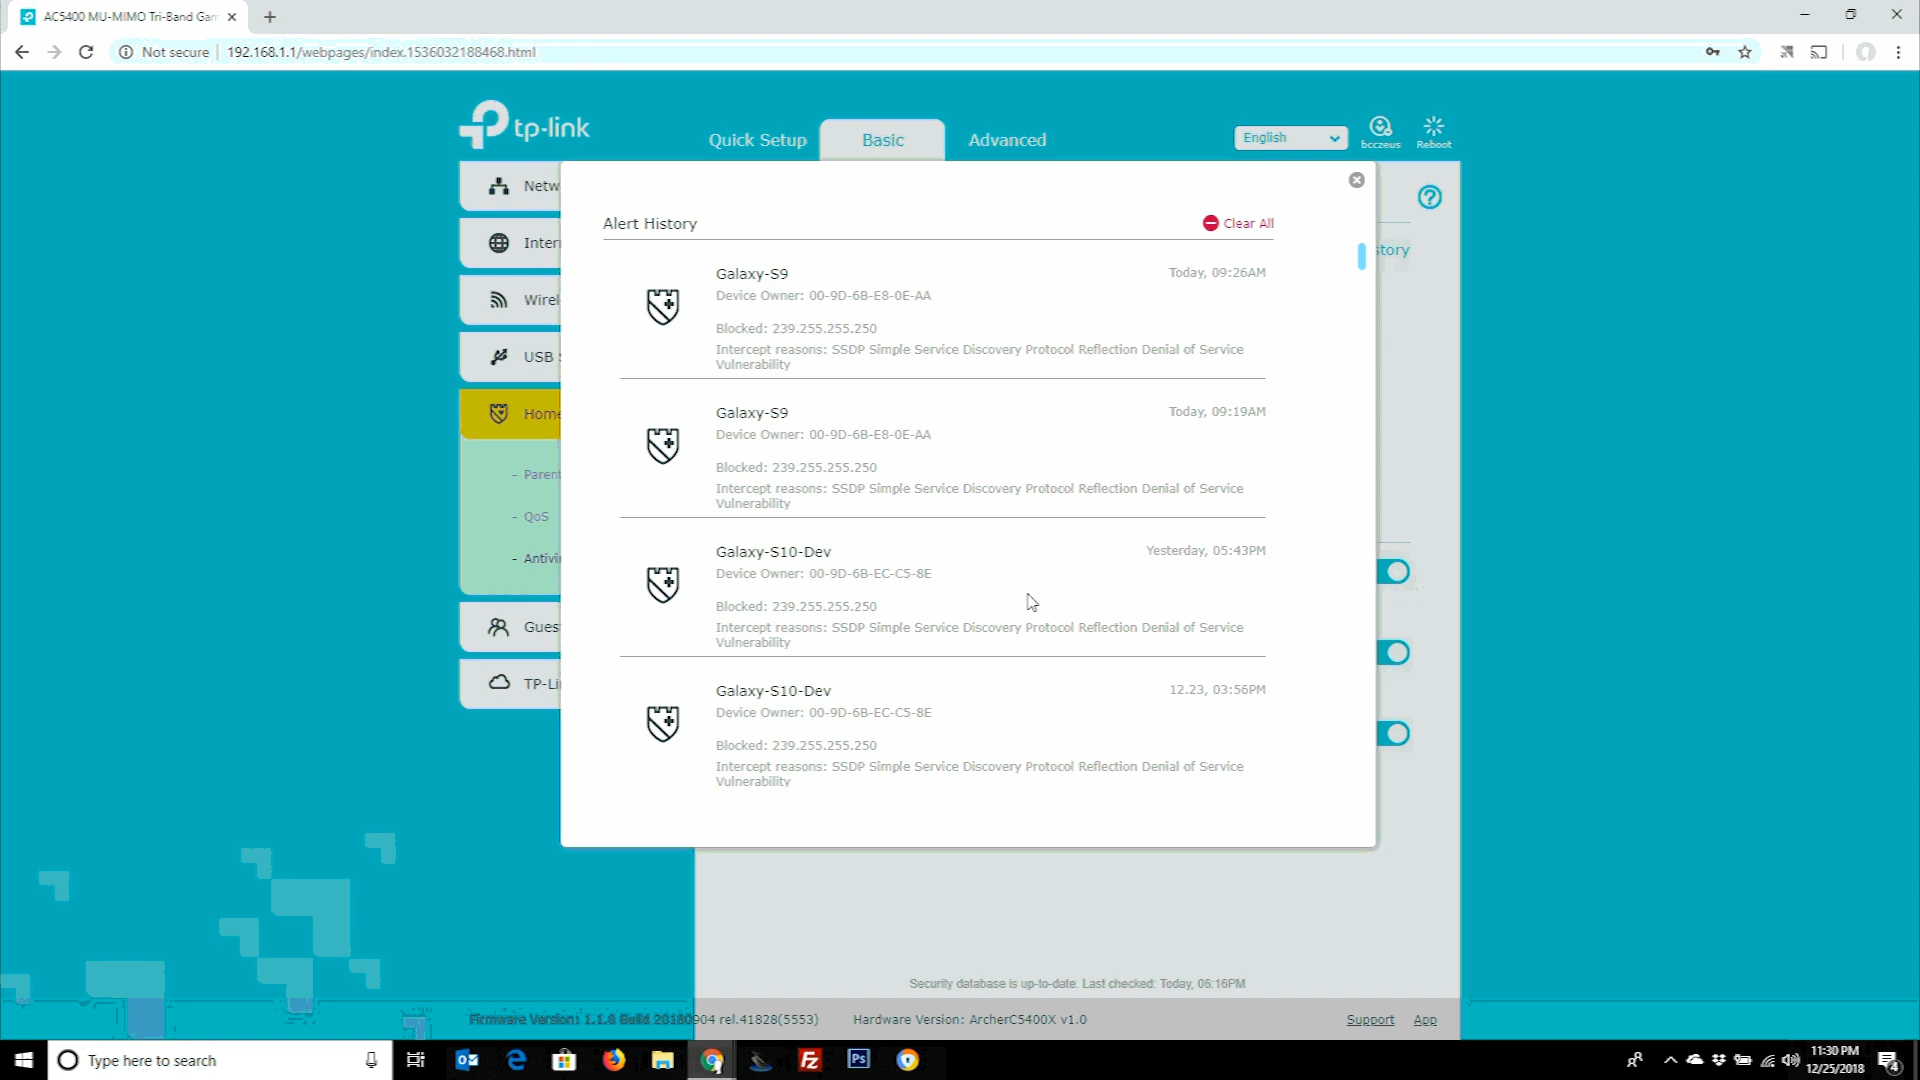 AC5400 MU-MIMO Tri-Band Gam
Not secure
192.168.1.1/webpages/index.1536032188468.html
tp-link
Quick Setup
Basic
Advanced
English
bcczeus
Reboot
Netw
Inter
Wirel
USB
Home
- Parent
- QoS
- Antivi
Gues
TP-Li
Alert History
Clear All
story
Galaxy-S9
Today, 09:26AM
Device Owner: 00-9D-6B-E8-0E-AA
Blocked: 239.255.255.250
Intercept reasons: SSDP Simple Service Discovery Protocol Reflection Denial of Service
Vulnerability
Galaxy-S9
Today, 09:19AM
Device Owner: 00-9D-6B-E8-0E-AA
Blocked: 239.255.255.250
Intercept reasons: SSDP Simple Service Discovery Protocol Reflection Denial of Service
Vulnerability
Galaxy-S10-Dev
Yesterday, 05:43PM
Device Owner: 00-9D-6B-EC-C5-8E
Blocked: 239.255.255.250
Intercept reasons: SSDP Simple Service Discovery Protocol Reflection Denial of Service
Vulnerability
Galaxy-S10-Dev
12.23, 03:56PM
Device Owner: 00-9D-6B-EC-C5-8E
Blocked: 239.255.255.250
Intercept reasons: SSDP Simple Service Discovery Protocol Reflection Denial of Service
Vulnerability
Security database is up-to-date. Last checked: Today, 06:16PM
Firmware Version: 1.1.0 Build 20180904 rel.41828(5553)
Hardware Version: ArcherC5400X v1.0
Support
App
Type here to search
Fz
Ps
11:30 PM
12/25/2018
4